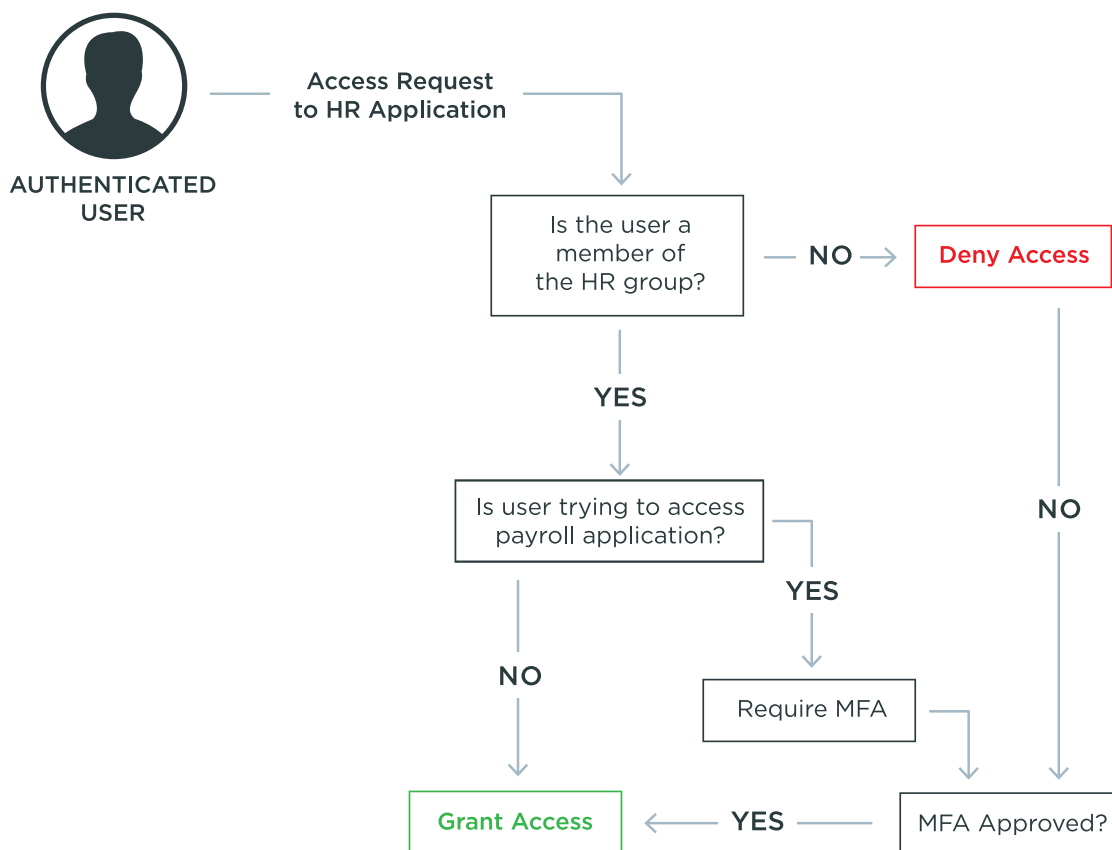 Access Request
to HR Application
AUTHENTICATED
USER
Is the user a
member of
the HR group?
NO
Deny Access
YES
Is user trying to access
payroll application?
NO
YES
NO
Require MFA
Grant Access
YES
MFA Approved?